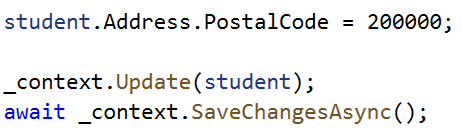 student.Address.PostalCode = 200000;
_context.Update(student);
await _context.SaveChangesAsync();